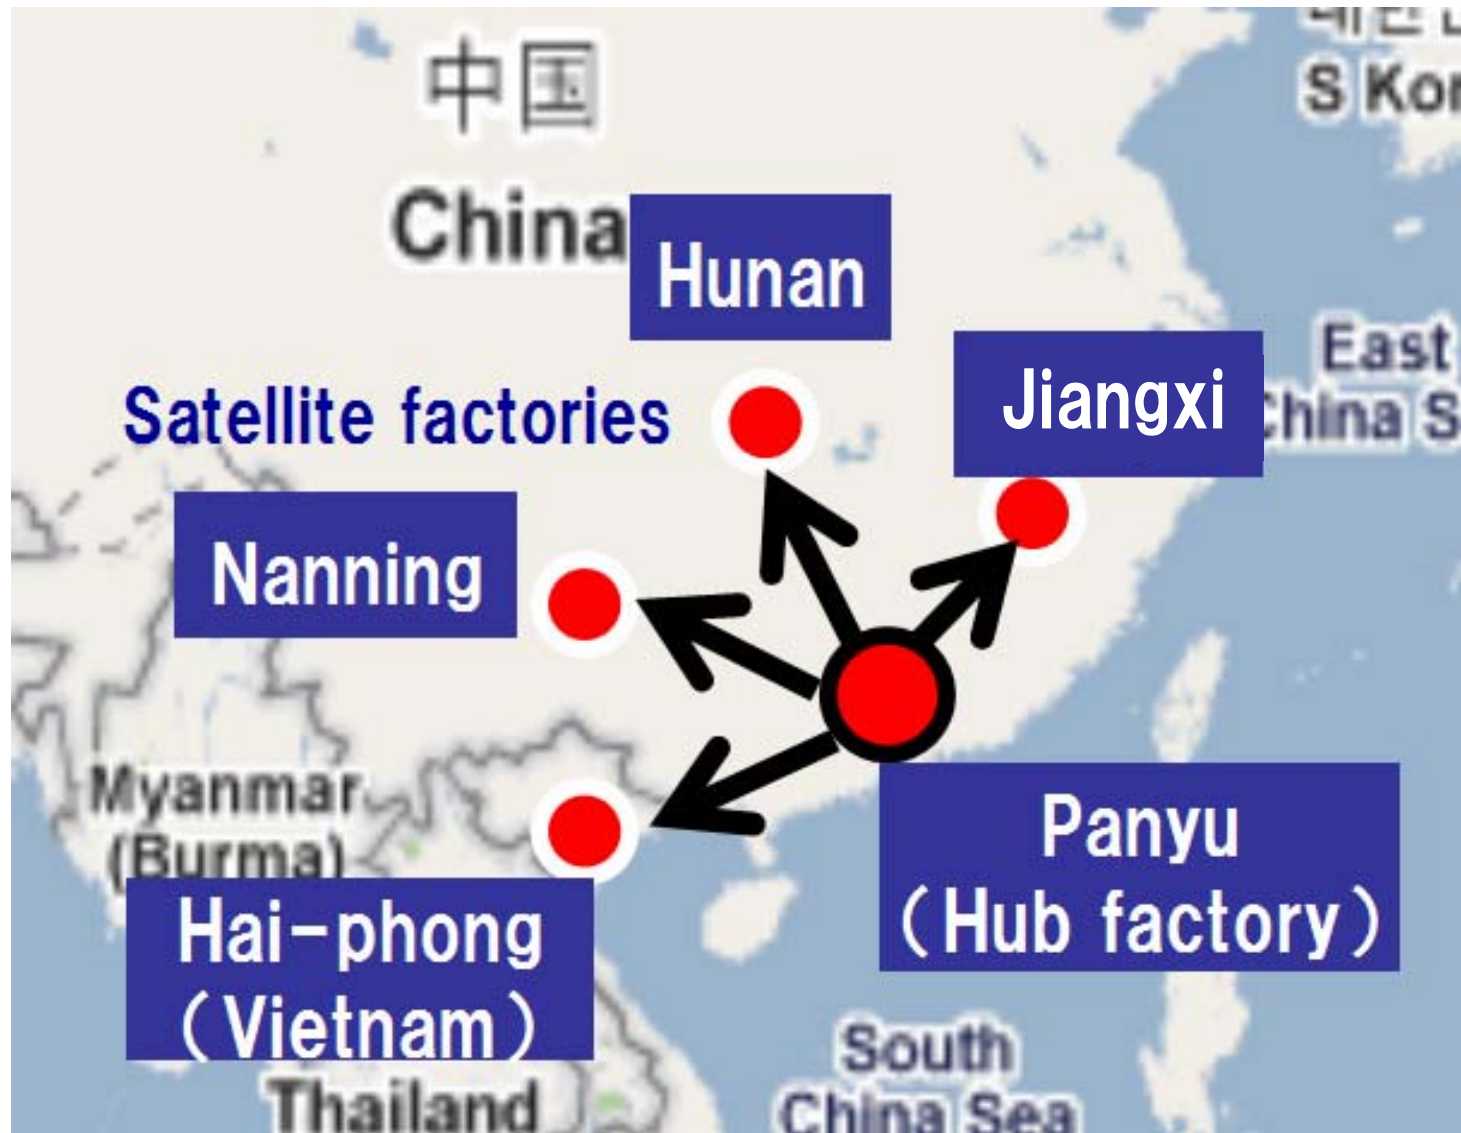 S
中国
China
Hunan
East
China S
Jiangxi
Satellite factories
Nanning
Myanmar
(Burma)
Panyu
（Hub factory）
Hai-phong
（Vietnam）
South
China Sea
Thailand